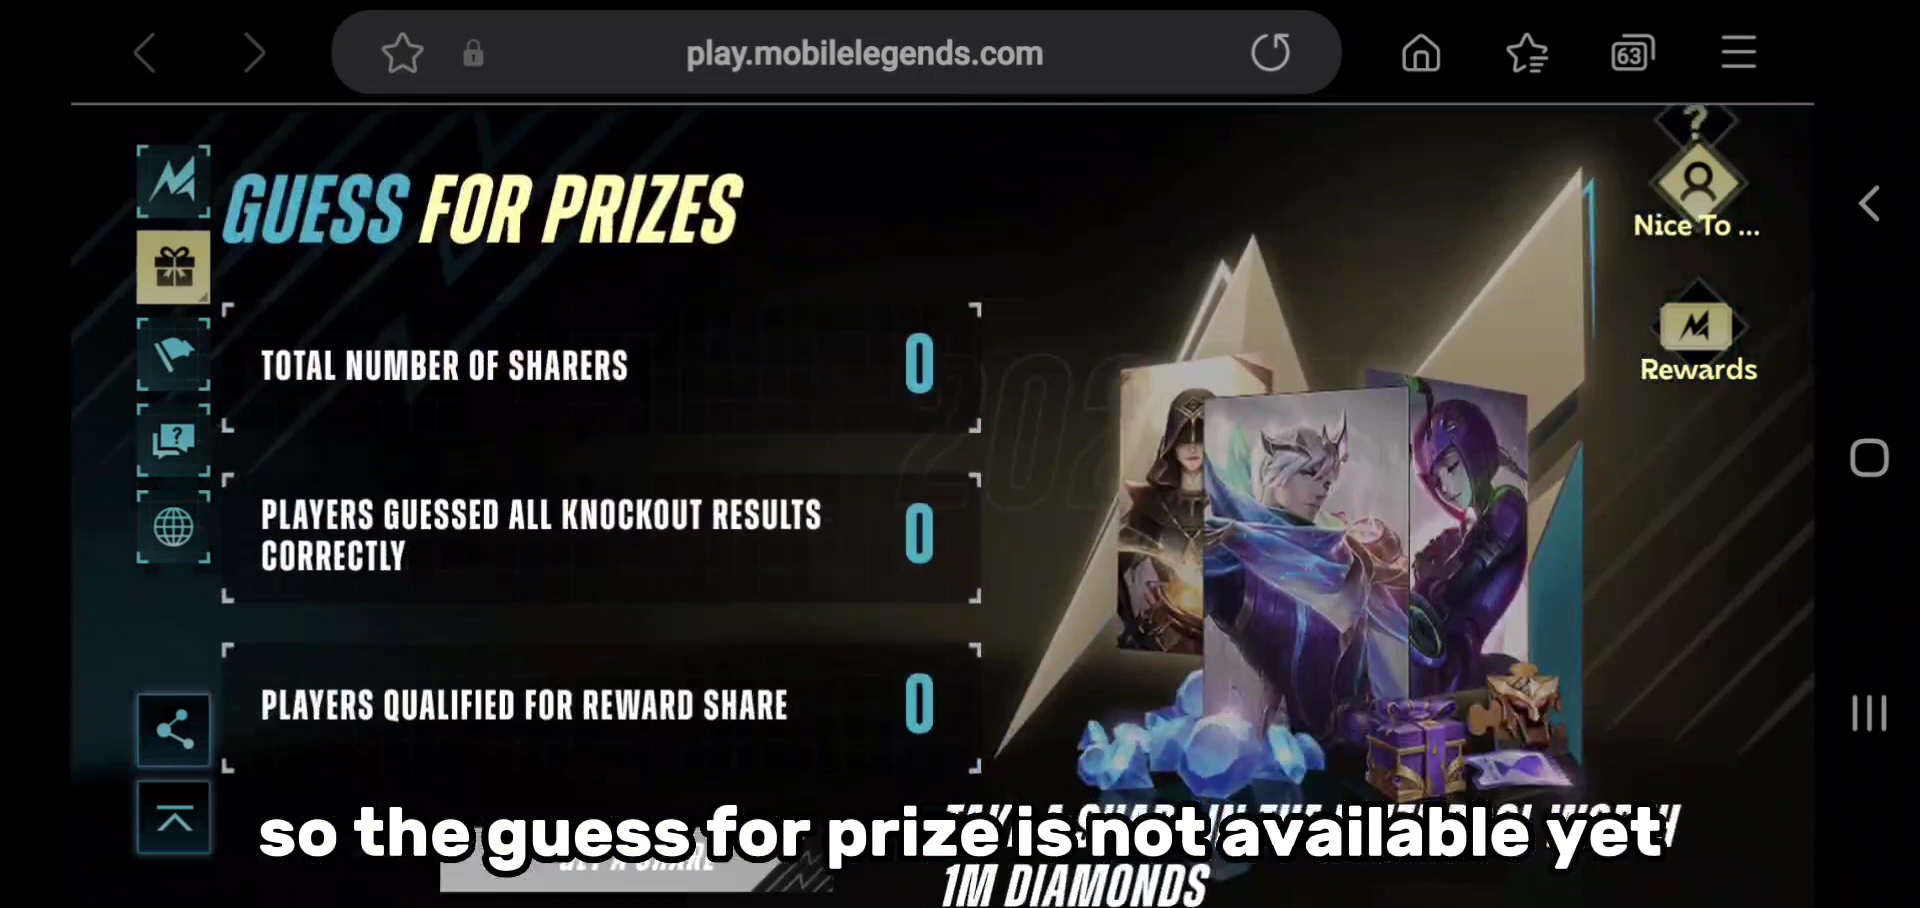 play.mobilelegends.com
63
?
GUESS FOR PRIZES
Nice To ...
Rewards
TOTAL NUMBER OF SHARERS 0
PLAYERS GUESSED ALL KNOCKOUT RESULTS
CORRECTLY 0
PLAYERS QUALIFIED FOR REWARD SHARE 0
so the guess for prize is not available yet
1M DIAMONDS